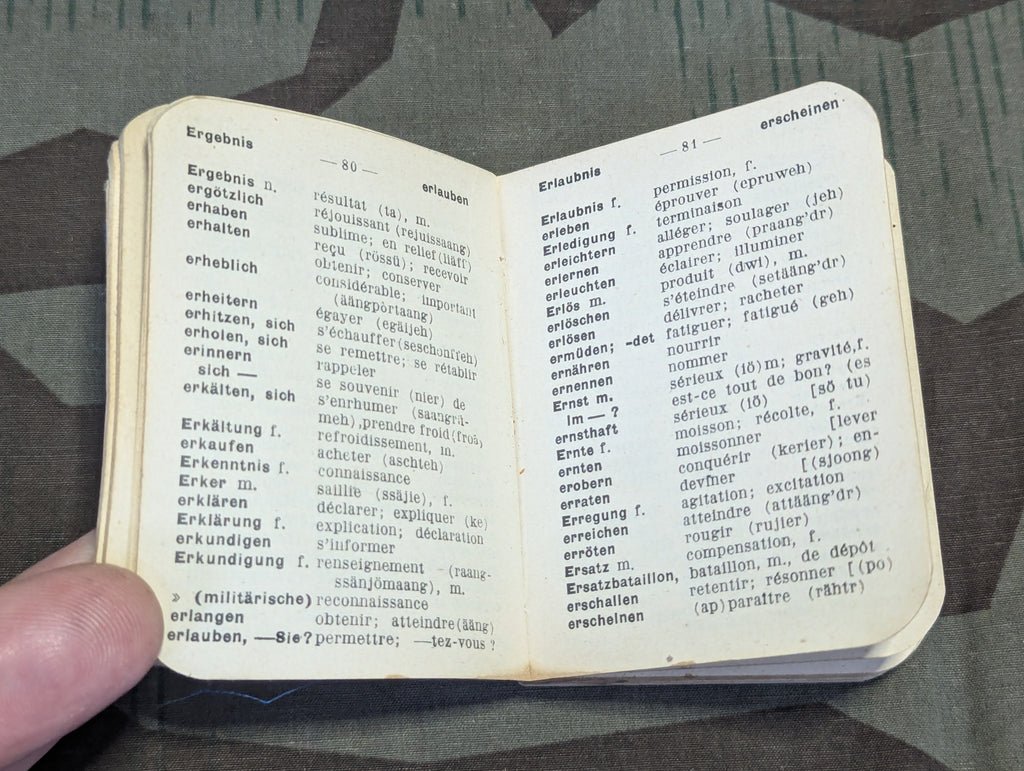 Ergebnis
— 80 —
erlauben
Ergebnis n. résultat (ta), m.
ergötzlich réjouissant (rejuissaang)
erhaben sublime; en relief (liäff)
erhalten reçu (rössü); recevoir
obtenir; conserver
erheblich considérable; important
(äängpòrtaang)
erheitern égayer (egäijeh)
erhitzen, sich s'échauffer (seschonffeh)
erholen, sich se remettre; se rétablir
erinnern rappeler
sich — se souvenir (nier) de
erkälten, sich s'enrhumer (saangrü-
meh), prendre froid (froa)
Erkältung f. refroidissement, m.
erkaufen acheter (aschteh)
Erkenntnis f. connaissance
Erker m. saillie (ssäjie), f.
erklären déclarer; expliquer (ke)
Erklärung f. explication; déclaration
erkundigen s'informer
Erkundigung f. renseignement (raang-
ssänjömaang), m.
» (militärische) reconnaissance
erlangen obtenir; atteindre (ääng)
erlauben, —Sie? permettre; —tez-vous?
Erlaubnis
— 81 —
erscheinen
Erlaubnis f. permission, f.
erleben éprouver (epruweh)
Erledigung f. terminaison
erleichtern alléger; soulager (jeh)
erlernen apprendre (praang'dr)
erleuchten éclairer; illuminer
Erlös m. produit (dwi), m.
erlöschen s'éteindre (setääng'dr)
erlösen délivrer; racheter
ermüden; -det fatiguer; fatigué (geh)
ernähren nourrir
ernennen nommer
Ernst m. sérieux (iö) m; gravité, f.
im — ? est-ce tout de bon? (es
ernsthaft sérieux (iö) [sö tu)
Ernte f. moisson; récolte, f.
ernten moissonner [lever
erobern conquérir (kerier); en-
erraten deviner [(sjoong)
Erregung f. agitation; excitation
erreichen atteindre (attääng'dr)
erröten rougir (rujier)
Ersatz m. compensation, f.
Ersatzbataillon, bataillon, m., de dépôt
erschallen retentir; résonner [(po)
erscheinen (ap)paraître (rähtr)